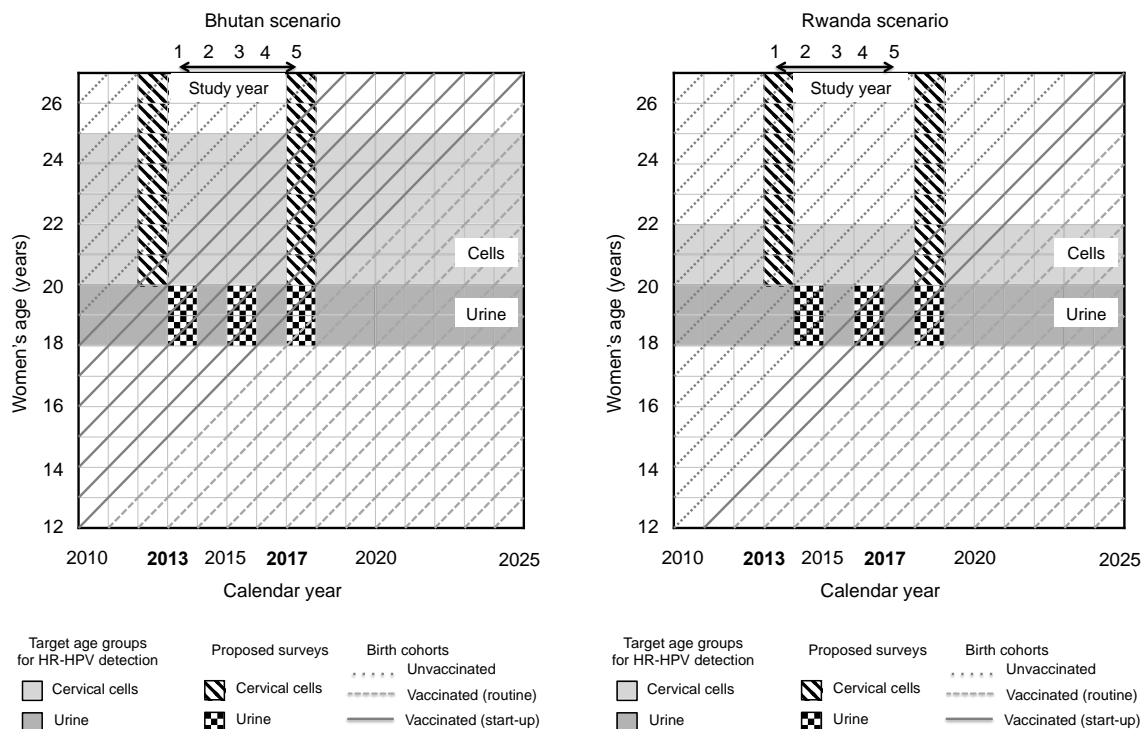 Bhutan scenario
1 2 3 4 5
Study year
26
24
22
20
18
16
14
12
Women's age (years)
Cells
Urine
2010 2013 2015 2017 2020 2025
Calendar year
Target age groups
for HR-HPV detection
Cervical cells
Urine
Proposed surveys
Cervical cells
Urine
Birth cohorts
Unvaccinated
Vaccinated (routine)
Vaccinated (start-up)
Rwanda scenario
1 2 3 4 5
Study year
26
24
22
20
18
16
14
12
Women's age (years)
Cells
Urine
2010 2013 2015 2017 2020 2025
Calendar year
Target age groups
for HR-HPV detection
Cervical cells
Urine
Proposed surveys
Cervical cells
Urine
Birth cohorts
Unvaccinated
Vaccinated (routine)
Vaccinated (start-up)